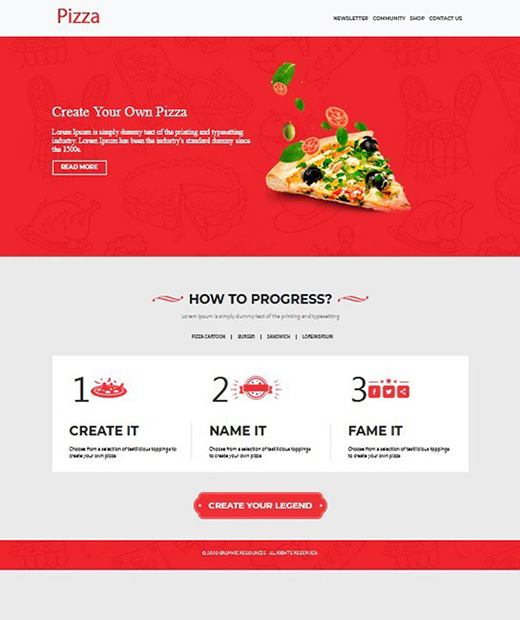 Pizza
NEWSLETTER COMMUNITY SHOP CONTACT US
Create Your Own Pizza
Lorem Ipsum is simply dummy text of the printing and typesetting
industry. Lorem Ipsum has been the industry's standard dummy since
the 1500s.
READ MORE
HOW TO PROGRESS?
Lorem Ipsum is simply dummy text of the printing and typesetting
PIZZA CARTOON | BURGER | SANDWICH | LOREM IPSUM
1 2 3
CREATE IT NAME IT FAME IT
Choose from a selection of testilicious toppings to
create your own pizza
Choose from a selection of testilicious toppings
to create your own pizza
Choose from a selection of testilicious toppings
to create your own pizza
CREATE YOUR LEGEND
GRAPHIC RESOURCES . ALL RIGHTS RESERVED